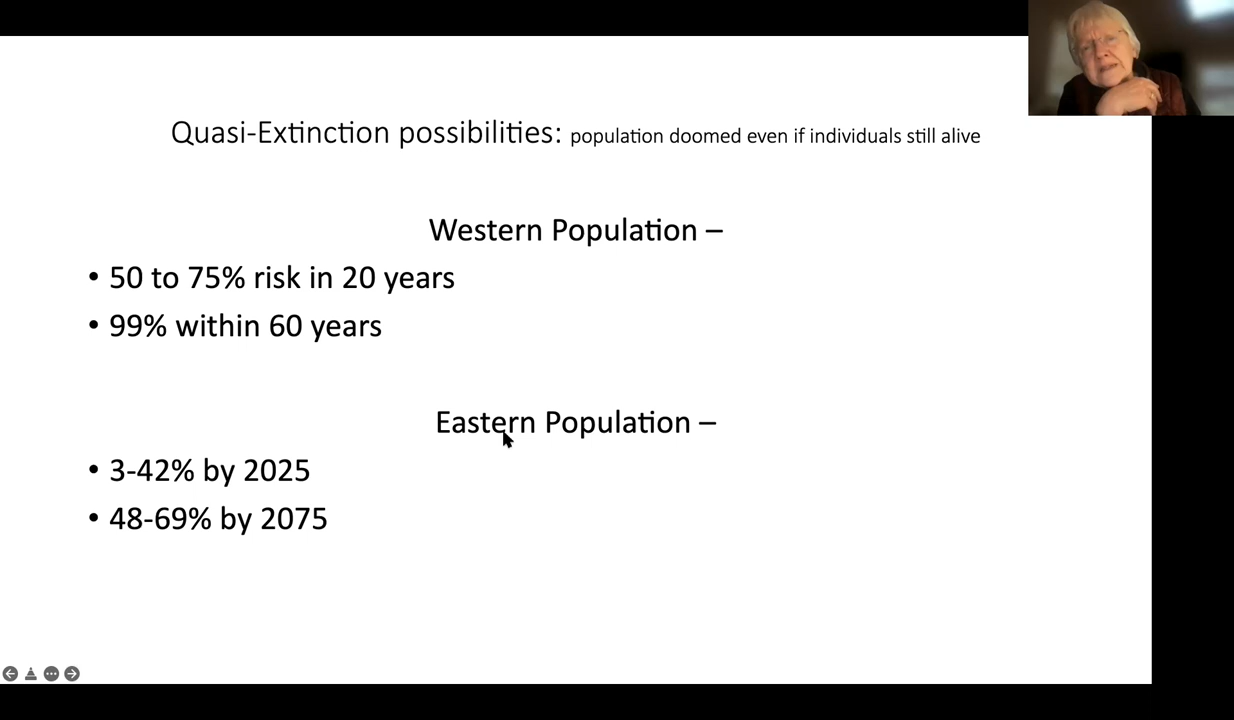 Quasi-Extinction possibilities: population doomed even if individuals still alive
Western Population –
• 50 to 75% risk in 20 years
• 99% within 60 years
Eastern Population –
• 3-42% by 2025
• 48-69% by 2075